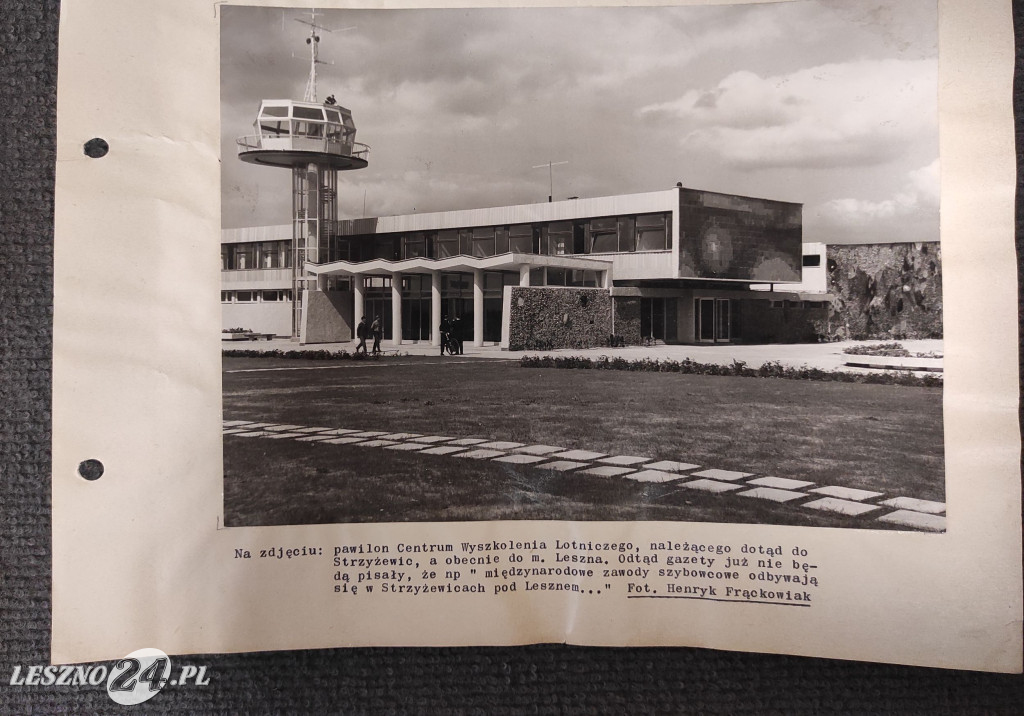 Na zdjęciu: pawilon Centrum Wyszkolenia Lotniczego, należącego dotąd do
Strzyżewic, a obecnie do m. Leszna. Odtąd gazety już nie bę-
dą pisały, że np " międzynarodowe zawody szybowcowe odbywają
się w Strzyżewicach pod Lesznem..." Fot. Henryk Frąckowiak
LESZNO24.PL